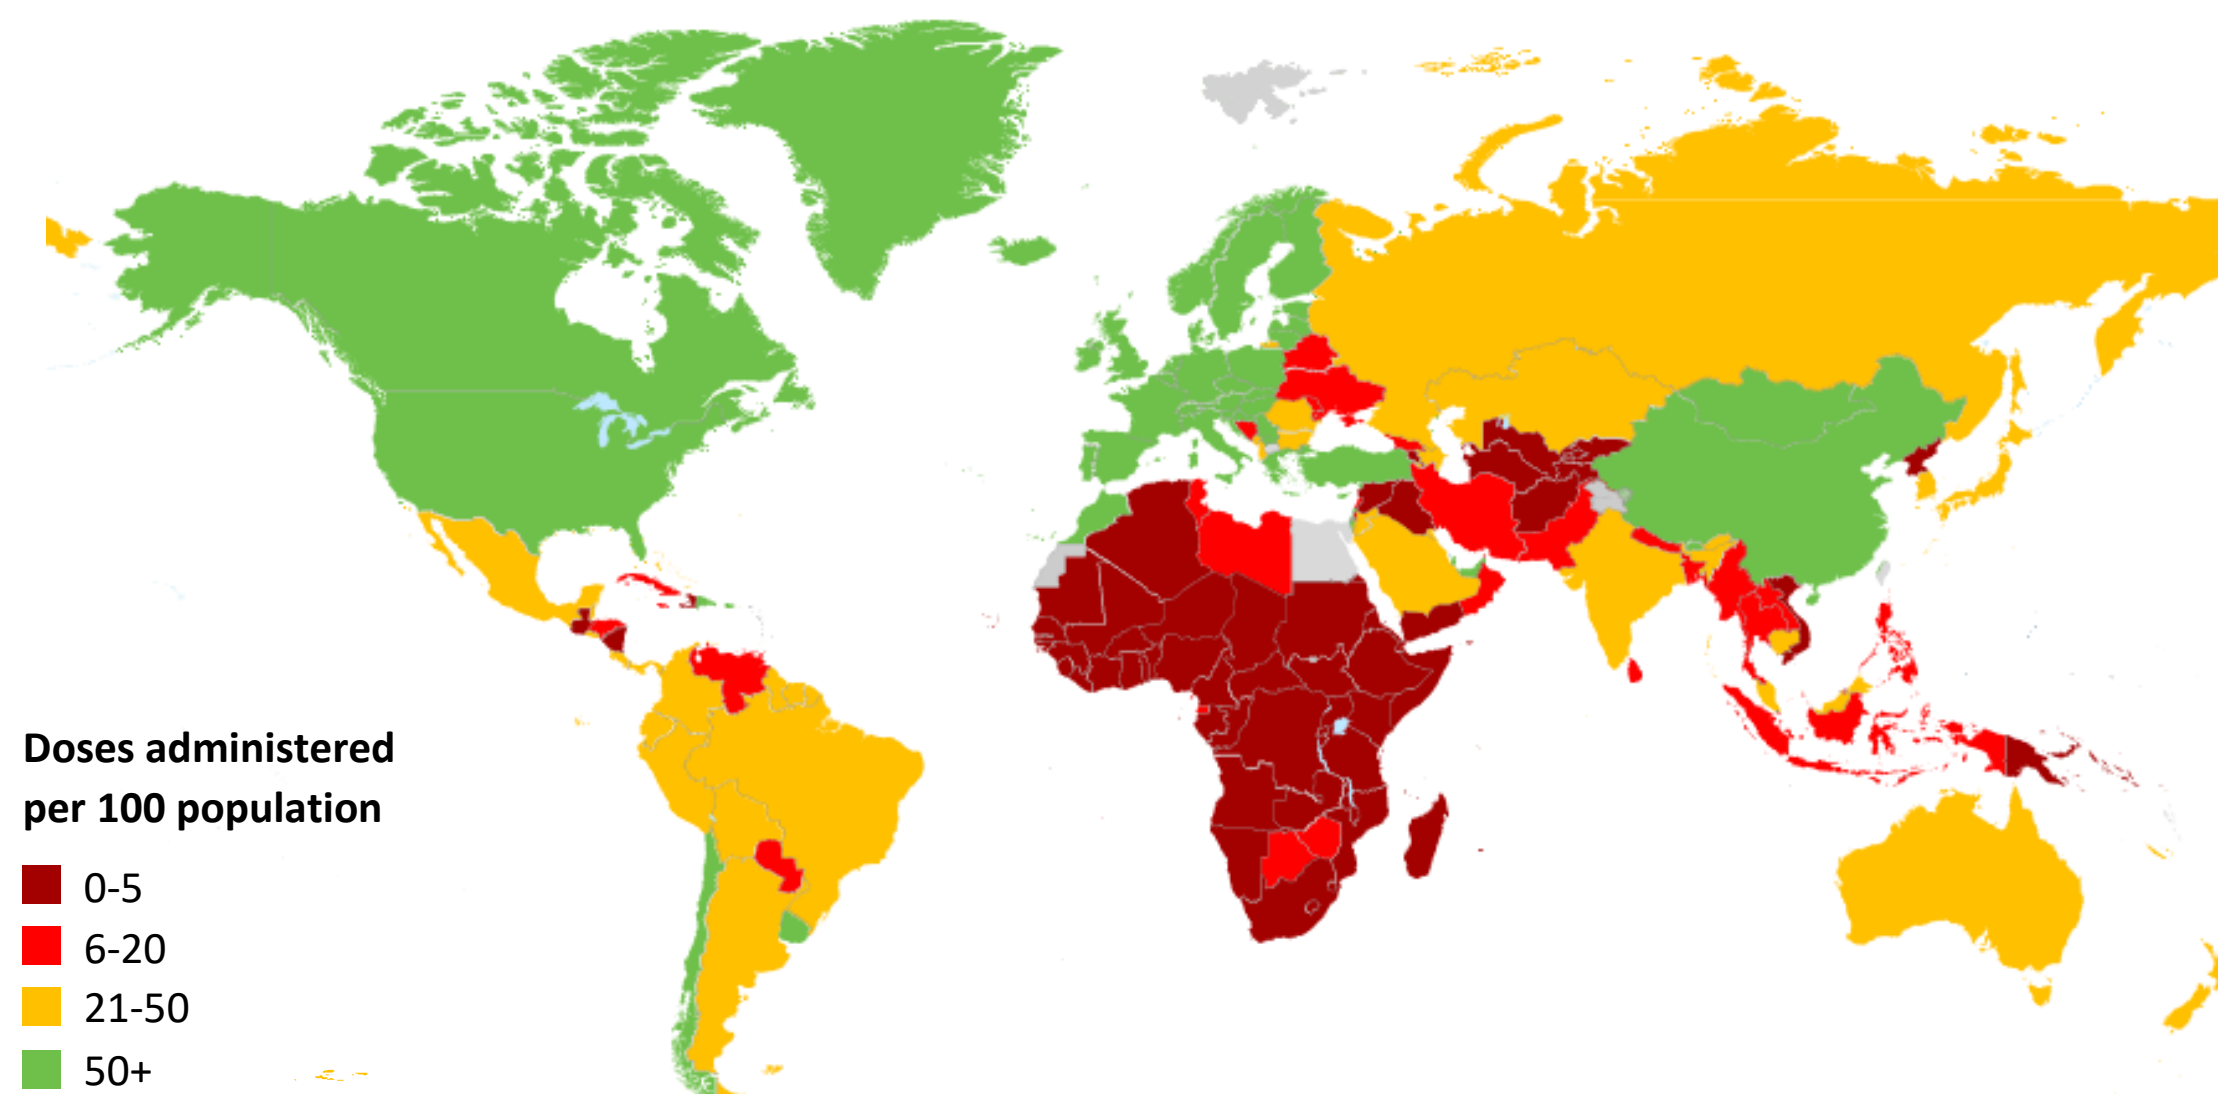 Doses administered
per 100 population
0-5
6-20
21-50
50+